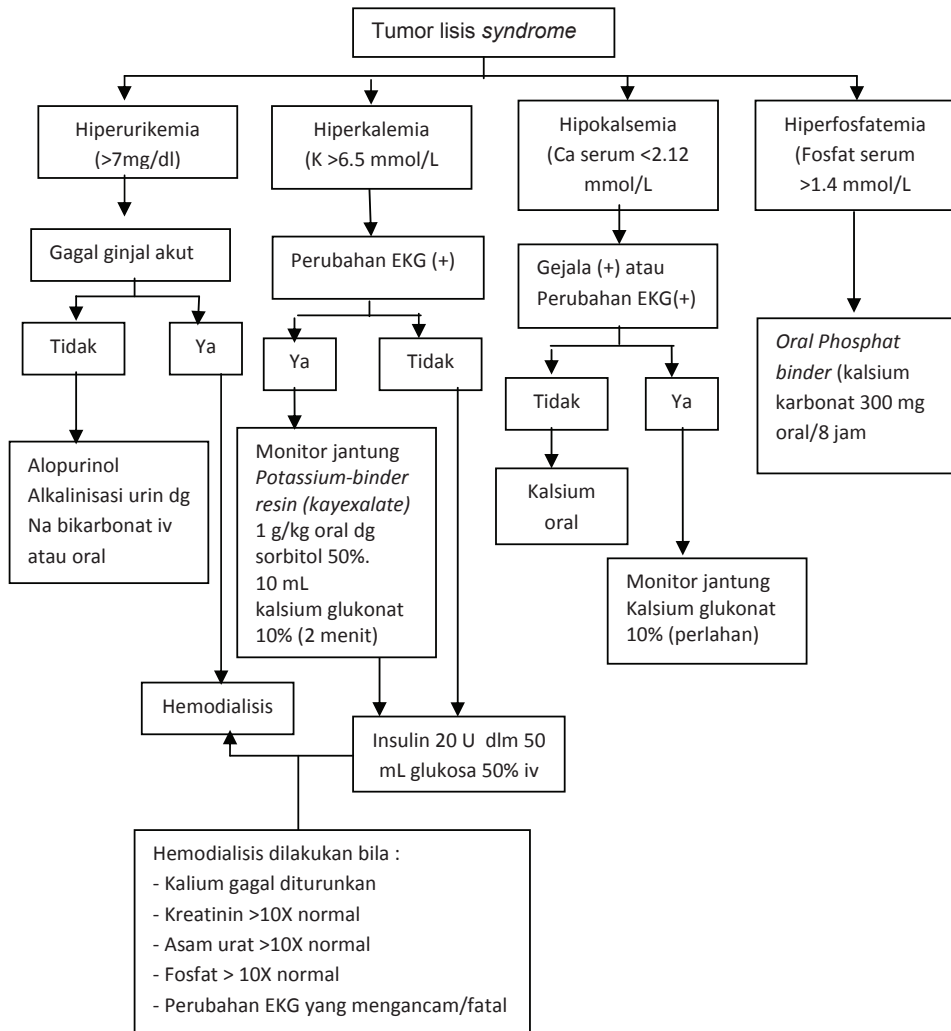 Tumor lisis syndrome
Hiperurikemia
(>7mg/dl)
Hiperkalemia
(K >6.5 mmol/L
Hipokalsemia
(Ca serum <2.12
mmol/L
Hiperfosfatemia
(Fosfat serum
>1.4 mmol/L
Gagal ginjal akut
Perubahan EKG (+)
Gejala (+) atau
Perubahan EKG(+)
Tidak
Ya
Ya
Tidak
Tidak
Ya
Oral Phosphat
binder (kalsium
karbonat 300 mg
oral/8 jam
Alopurinol
Alkalinisasi urin dg
Na bikarbonat iv
atau oral
Monitor jantung
Potassium-binder
resin (kayexalate)
1 g/kg oral dg
sorbitol 50%.
10 mL
kalsium glukonat
10% (2 menit)
Kalsium
oral
Monitor jantung
Kalsium glukonat
10% (perlahan)
Hemodialisis
Insulin 20 U dlm 50
mL glukosa 50% iv
Hemodialisis dilakukan bila :
- Kalium gagal diturunkan
- Kreatinin >10X normal
- Asam urat >10X normal
- Fosfat > 10X normal
- Perubahan EKG yang mengancam/fatal